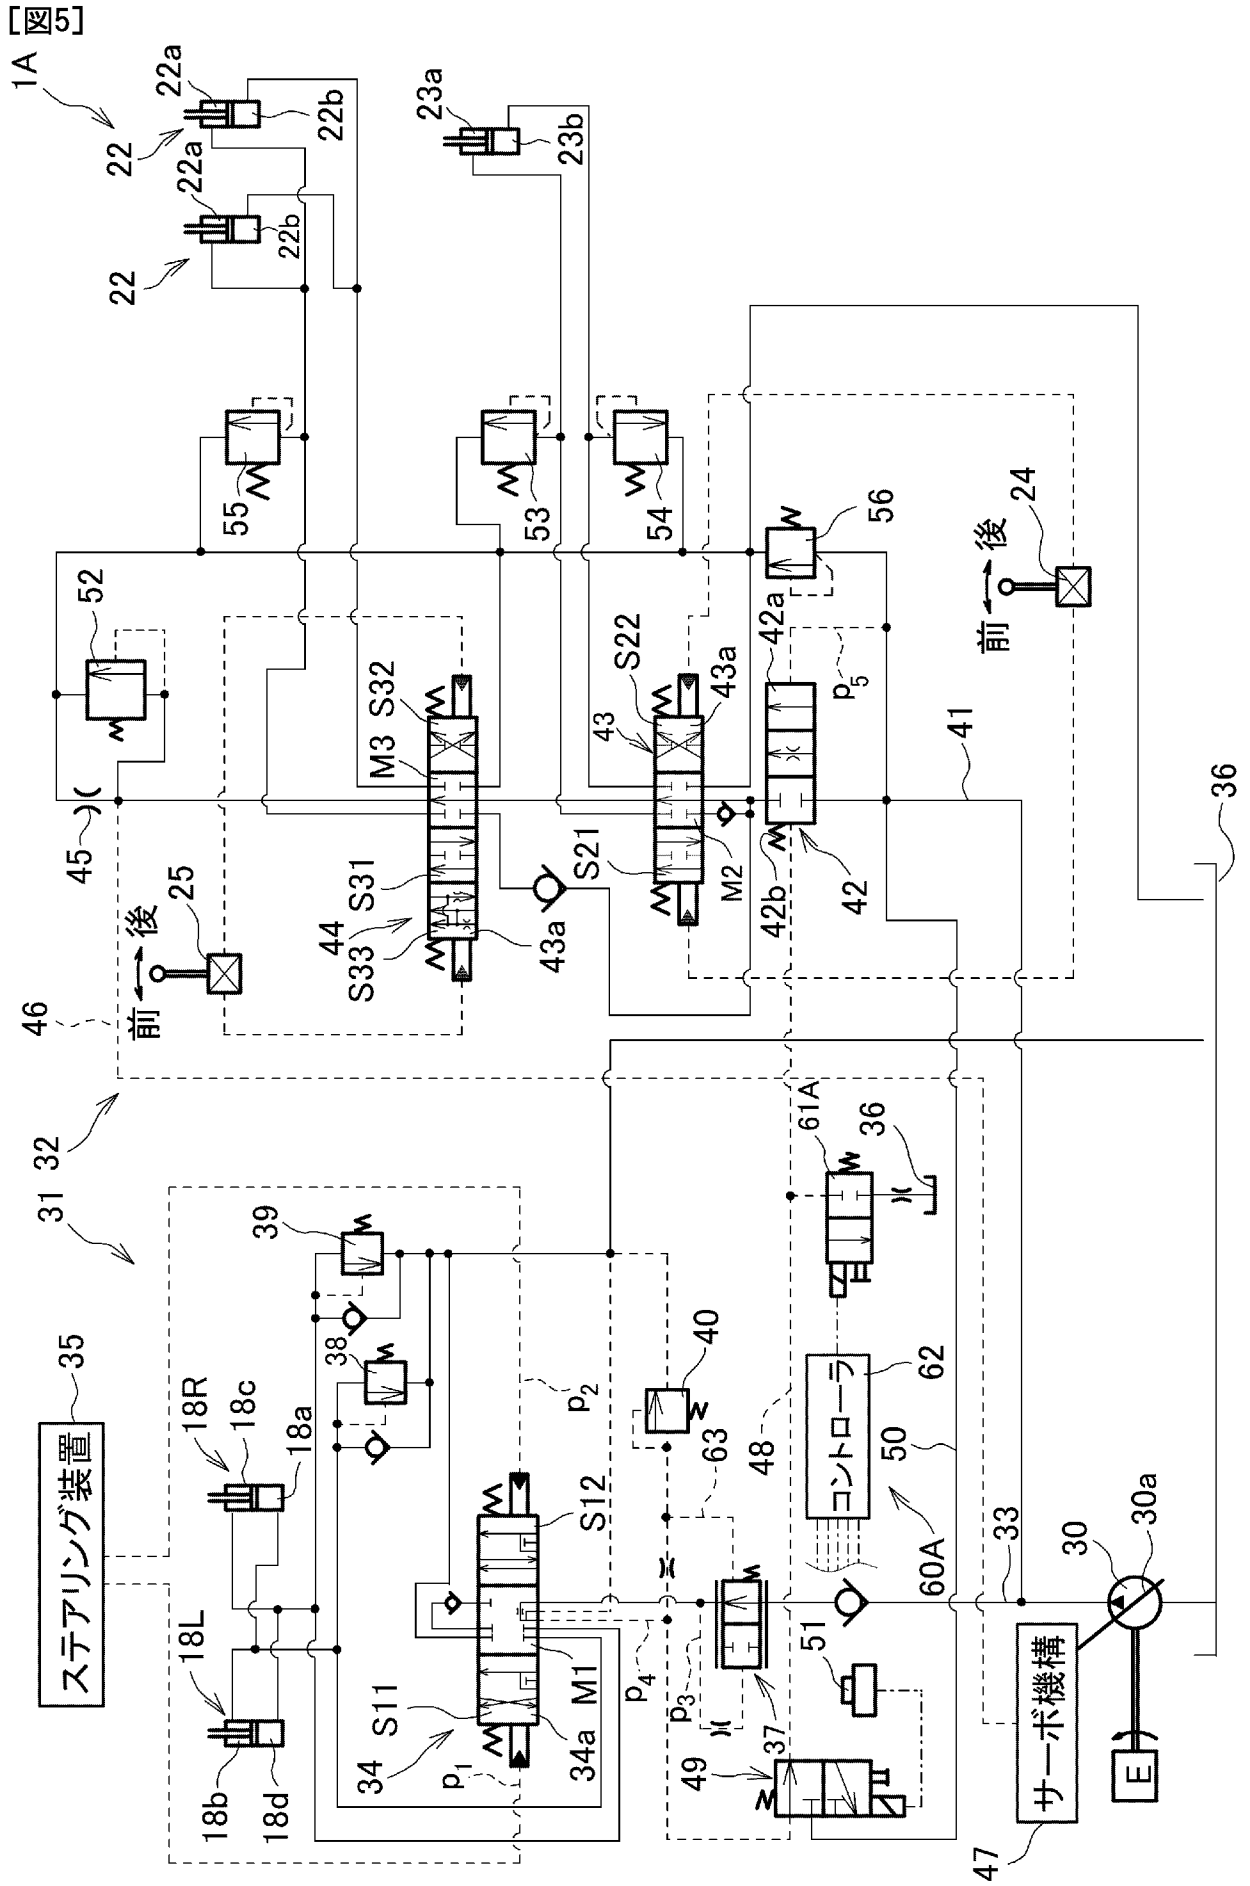 [図5]
1A
22a
22b
22
22a
22b
22
23a
23b
55
53
54
56
52
S32
M3
45
25
後
前
S31
44
S33
43a
46
S22
43
43a
S21
M2
42a
42b
42
p5
24
後
前
41
36
32
31
39
38
35
ステアリング装置
18R
18c
18a
18L
18b
18d
p2
S12
S11
M1
34
34a
p1
p4
p3
40
63
48
61A
36
コントローラ
62
50
60A
37
49
51
33
30
30a
サーボ機構
47
E